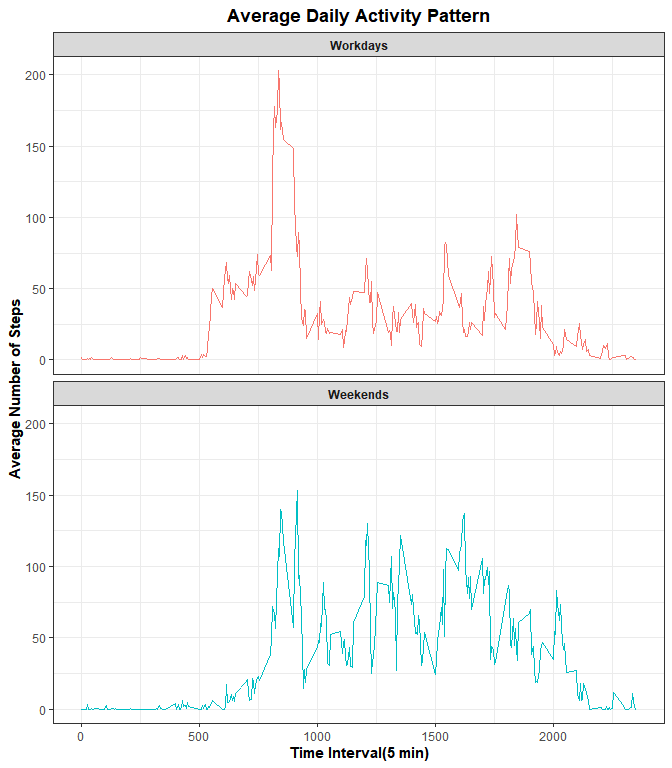 Average Daily Activity Pattern
Workdays
200
150
100
50
0
Weekends
200
150
100
50
0
Average Number of Steps
0 500 1000 1500 2000
Time Interval(5 min)